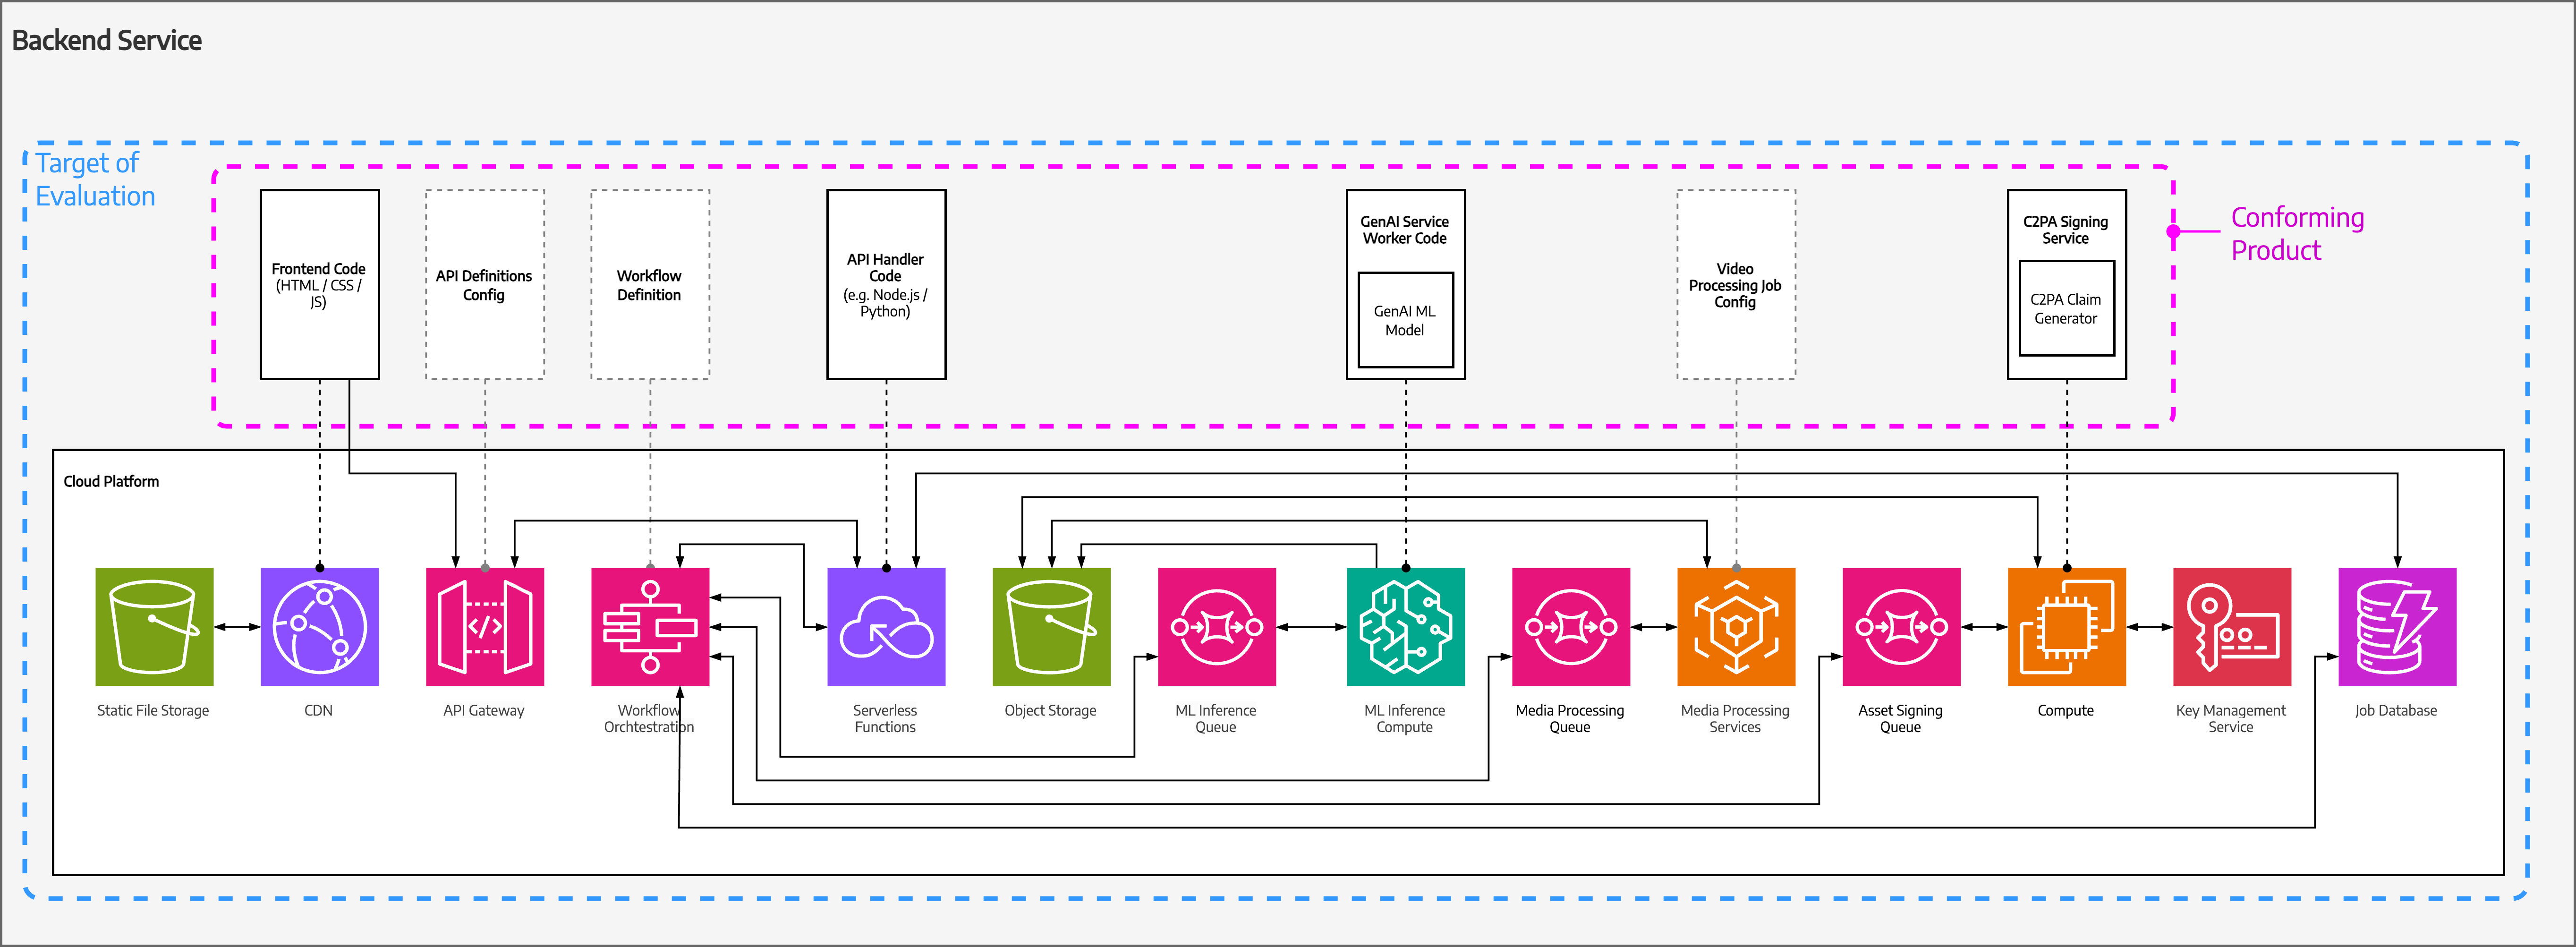 Backend Service
Target of
Evaluation
Frontend Code
(HTML / CSS /
JS)
API Definitions
Config
Workflow
Definition
API Handler
Code
(e.g. Node.js /
Python)
GenAI Service
Worker Code
GenAI ML
Model
Video
Processing Job
Config
C2PA Signing
Service
C2PA Claim
Generator
Conforming
Product
Cloud Platform
</>
Static File Storage
CDN
API Gateway
Workflow
Orchtestration
Serverless
Functions
Object Storage
ML Inference
Queue
ML Inference
Compute
Media Processing
Queue
Media Processing
Services
Asset Signing
Queue
Compute
Key Management
Service
Job Database